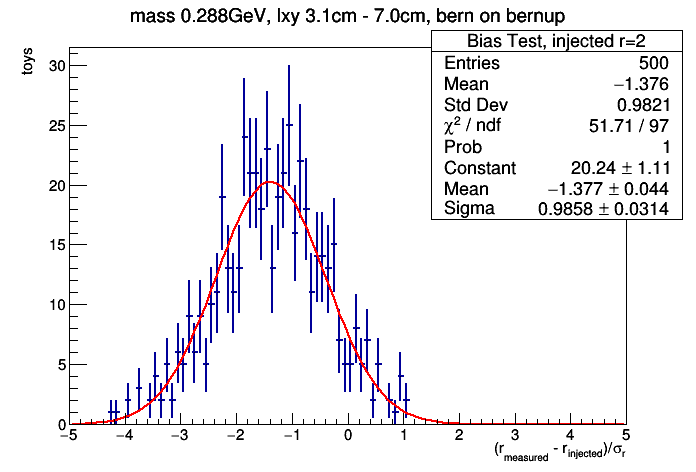 mass 0.288GeV, lxy 3.1cm - 7.0cm, bern on bernup
toys
Bias Test, injected r=2
Entries 500
Mean −1.376
Std Dev 0.9821
χ² / ndf 51.71 / 97
Prob 1
Constant 20.24 ± 1.11
Mean −1.377 ± 0.044
Sigma 0.9858 ± 0.0314
30
25
20
15
10
5
0
−5 −4 −3 −2 −1 0 1 2 3 4 5
(r_measured - r_injected)/σ_r